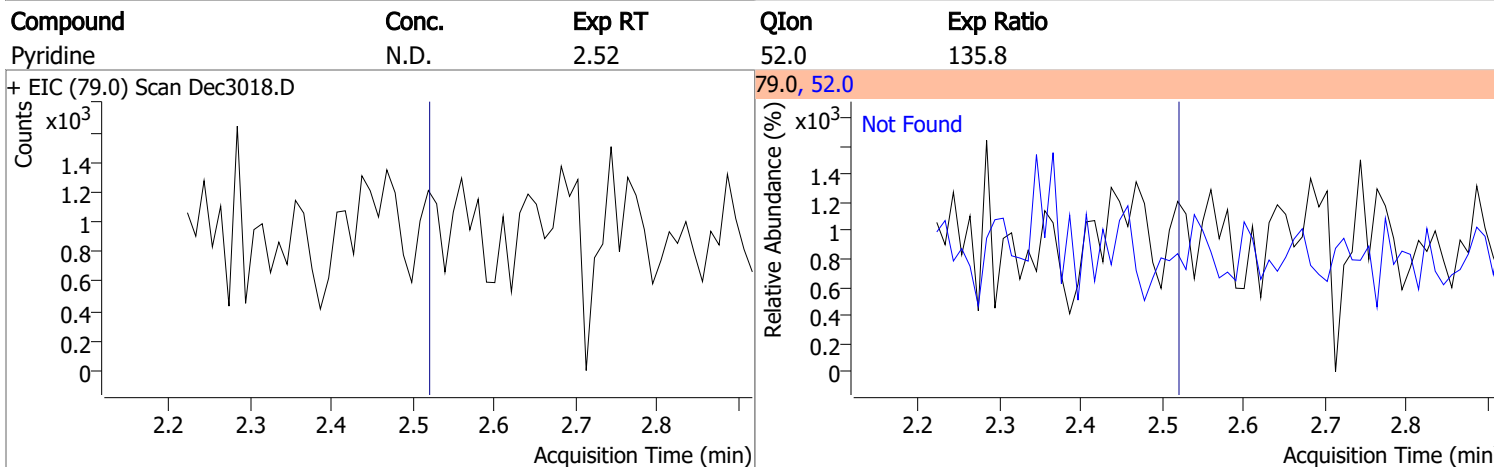 Compound Conc. Exp RT QIon Exp Ratio
Pyridine N.D. 2.52 52.0 135.8
+ EIC (79.0) Scan Dec3018.D
Counts
x10³
1.4
1.2
1
0.8
0.6
0.4
0.2
0
2.2 2.3 2.4 2.5 2.6 2.7 2.8
Acquisition Time (min)
79.0, 52.0
Relative Abundance (%)
x10³
Not Found
1.4
1.2
1
0.8
0.6
0.4
0.2
0
2.2 2.3 2.4 2.5 2.6 2.7 2.8
Acquisition Time (min